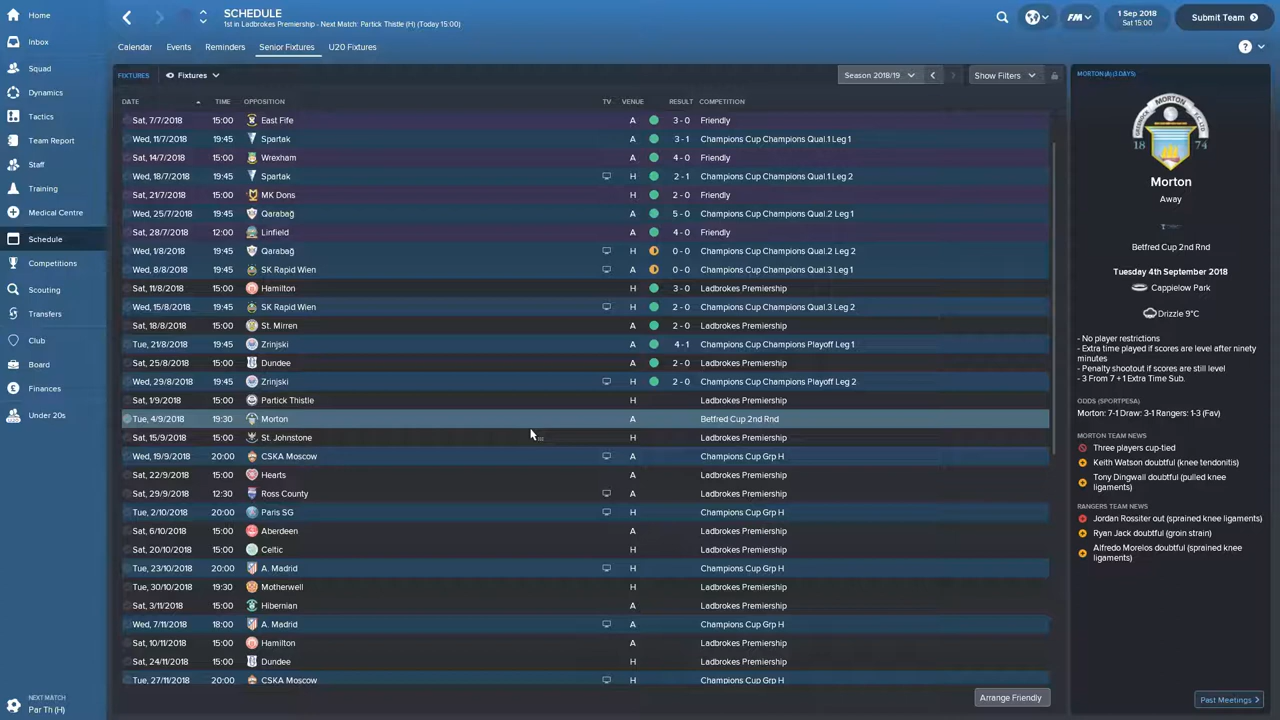 Home
Inbox
Squad
Dynamics
Tactics
Team Report
Staff
Training
Medical Centre
Schedule
Competitions
Scouting
Transfers
Club
Board
Finances
Under 20s
NEXT MATCH
Par Th (H)
SCHEDULE
1st in Ladbrokes Premiership - Next Match: Partick Thistle (H) (Today 15:00)
FM
1 Sep 2018
Sat 15:00
Submit Team
Calendar Events Reminders Senior Fixtures U20 Fixtures
?
FIXTURES Fixtures Season 2018/19 Show Filters
DATE TIME OPPOSITION TV VENUE RESULT COMPETITION
Sat, 7/7/2018 15:00 East Fife A 3 - 0 Friendly
Wed, 11/7/2018 19:45 Spartak A 3 - 1 Champions Cup Champions Qual.1 Leg 1
Sat, 14/7/2018 15:00 Wrexham A 4 - 0 Friendly
Wed, 18/7/2018 19:45 Spartak H 2 - 1 Champions Cup Champions Qual.1 Leg 2
Sat, 21/7/2018 15:00 MK Dons H 2 - 0 Friendly
Wed, 25/7/2018 19:45 Qarabağ A 5 - 0 Champions Cup Champions Qual.2 Leg 1
Sat, 28/7/2018 12:00 Linfield A 4 - 0 Friendly
Wed, 1/8/2018 19:45 Qarabağ H 0 - 0 Champions Cup Champions Qual.2 Leg 2
Wed, 8/8/2018 19:45 SK Rapid Wien A 0 - 0 Champions Cup Champions Qual.3 Leg 1
Sat, 11/8/2018 15:00 Hamilton H 3 - 0 Ladbrokes Premiership
Wed, 15/8/2018 19:45 SK Rapid Wien H 2 - 0 Champions Cup Champions Qual.3 Leg 2
Sat, 18/8/2018 15:00 St. Mirren A 2 - 0 Ladbrokes Premiership
Tue, 21/8/2018 19:45 Zrinjski A 4 - 1 Champions Cup Champions Playoff Leg 1
Sat, 25/8/2018 15:00 Dundee A 2 - 0 Ladbrokes Premiership
Wed, 29/8/2018 19:45 Zrinjski H 2 - 0 Champions Cup Champions Playoff Leg 2
Sat, 1/9/2018 15:00 Partick Thistle H Ladbrokes Premiership
Tue, 4/9/2018 19:30 Morton A Betfred Cup 2nd Rnd
Sat, 15/9/2018 15:00 St. Johnstone H Ladbrokes Premiership
Wed, 19/9/2018 20:00 CSKA Moscow A Champions Cup Grp H
Sat, 22/9/2018 15:00 Hearts A Ladbrokes Premiership
Sat, 29/9/2018 12:30 Ross County A Ladbrokes Premiership
Tue, 2/10/2018 20:00 Paris SG H Champions Cup Grp H
Sat, 6/10/2018 15:00 Aberdeen A Ladbrokes Premiership
Sat, 20/10/2018 15:00 Celtic H Ladbrokes Premiership
Tue, 23/10/2018 20:00 A. Madrid H Champions Cup Grp H
Tue, 30/10/2018 19:30 Motherwell H Ladbrokes Premiership
Sat, 3/11/2018 15:00 Hibernian A Ladbrokes Premiership
Wed, 7/11/2018 18:00 A. Madrid A Champions Cup Grp H
Sat, 10/11/2018 15:00 Hamilton A Ladbrokes Premiership
Sat, 24/11/2018 15:00 Dundee H Ladbrokes Premiership
Tue, 27/11/2018 20:00 CSKA Moscow H Champions Cup Grp H
Arrange Friendly
MORTON (A) (3 DAYS)
MORTON
18 74
Morton
Away
Betfred Cup 2nd Rnd
Tuesday 4th September 2018
Cappielow Park
Drizzle 9°C
- No player restrictions
- Extra time played if scores are level after ninety
minutes
- Penalty shootout if scores are still level
- 3 From 7 + 1 Extra Time Sub.
ODDS (SPORTPESA)
Morton: 7-1 Draw: 3-1 Rangers: 1-3 (Fav)
MORTON TEAM NEWS
Three players cup-tied
Keith Watson doubtful (knee tendonitis)
Tony Dingwall doubtful (pulled knee
ligaments)
RANGERS TEAM NEWS
Jordan Rossiter out (sprained knee ligaments)
Ryan Jack doubtful (groin strain)
Alfredo Morelos doubtful (sprained knee
ligaments)
Past Meetings